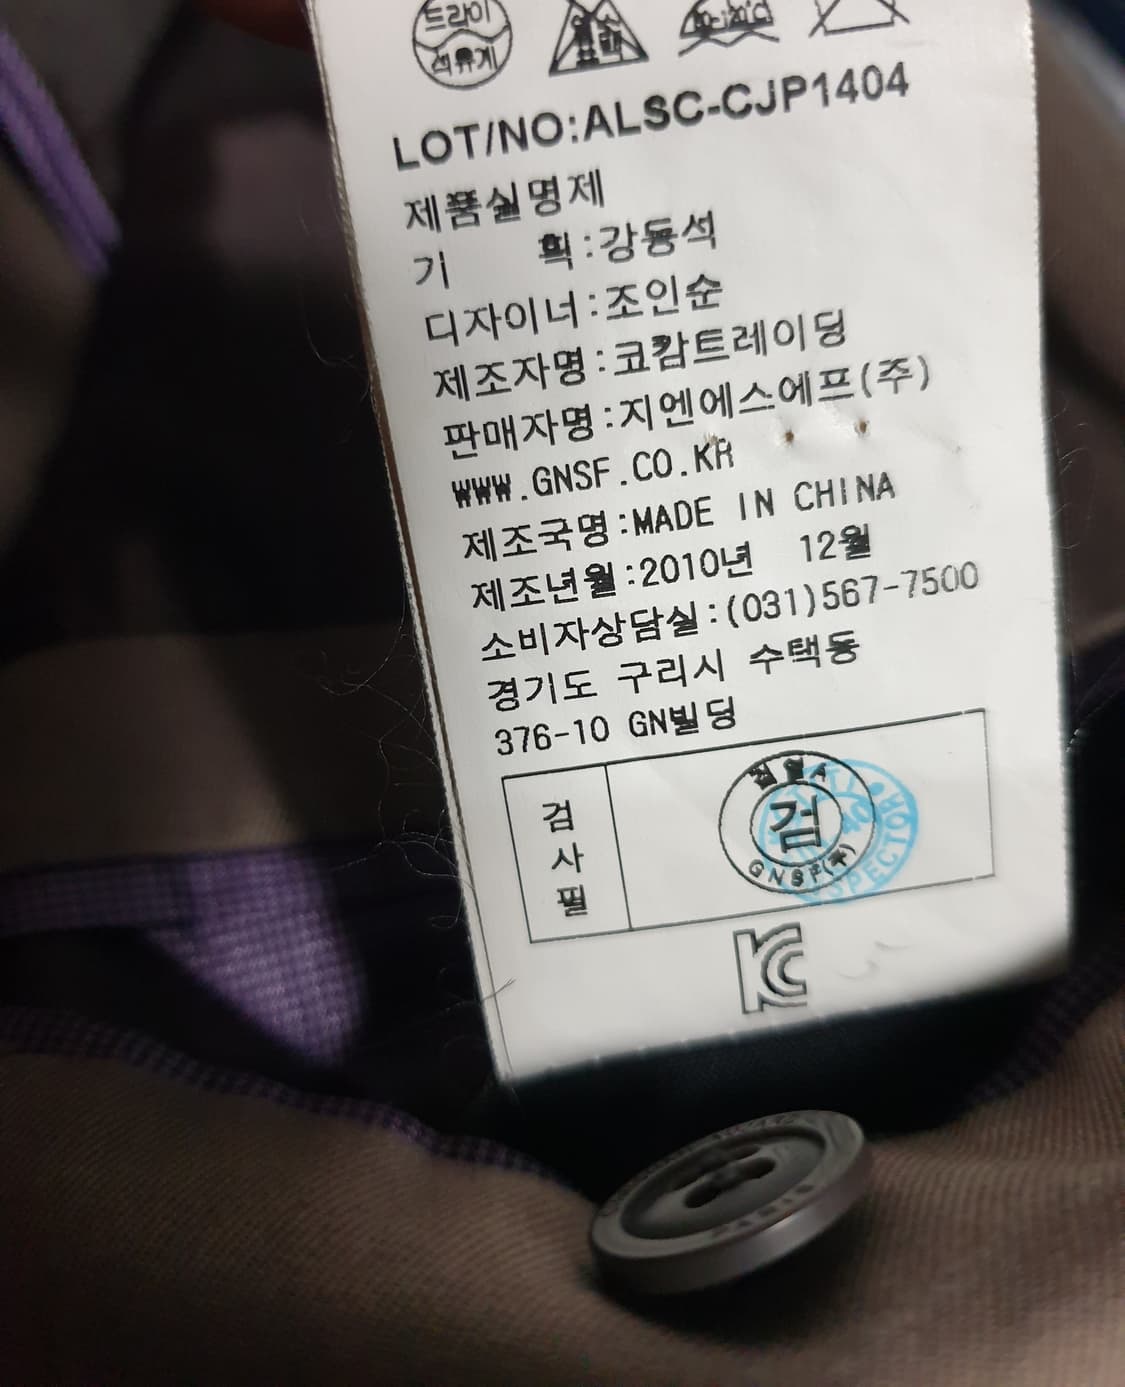 드라이
석유계
LOT/NO:ALSC-CJP1404
제품실명제
기 획:강동석
디자이너:조인순
제조자명:코캄트레이딩
판매자명:지엔에스에프(주)
WWW.GNSF.CO.KR
제조국명:MADE IN CHINA
제조년월:2010년 12월
소비자상담실:(031)567-7500
경기도 구리시 수택동
376-10 GN빌딩
검사필
검
GNSF(주)
KC